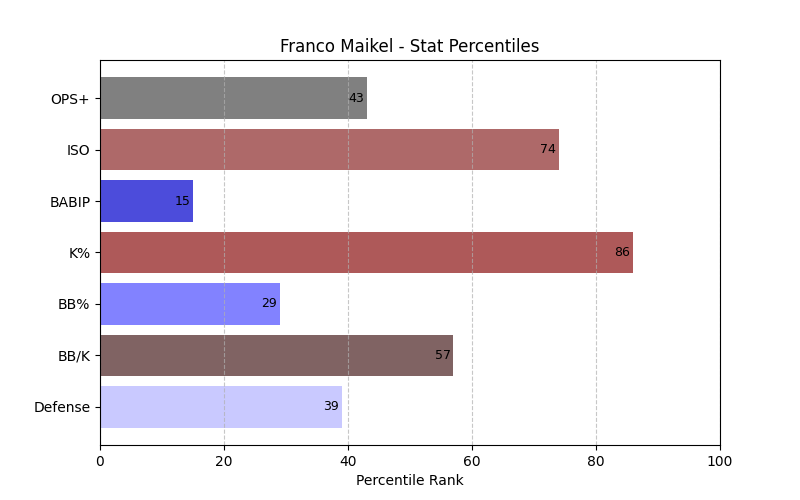 Franco Maikel - Stat Percentiles
OPS+ 43
ISO 74
BABIP 15
K% 86
BB% 29
BB/K 57
Defense 39
0 20 40 60 80 100
Percentile Rank